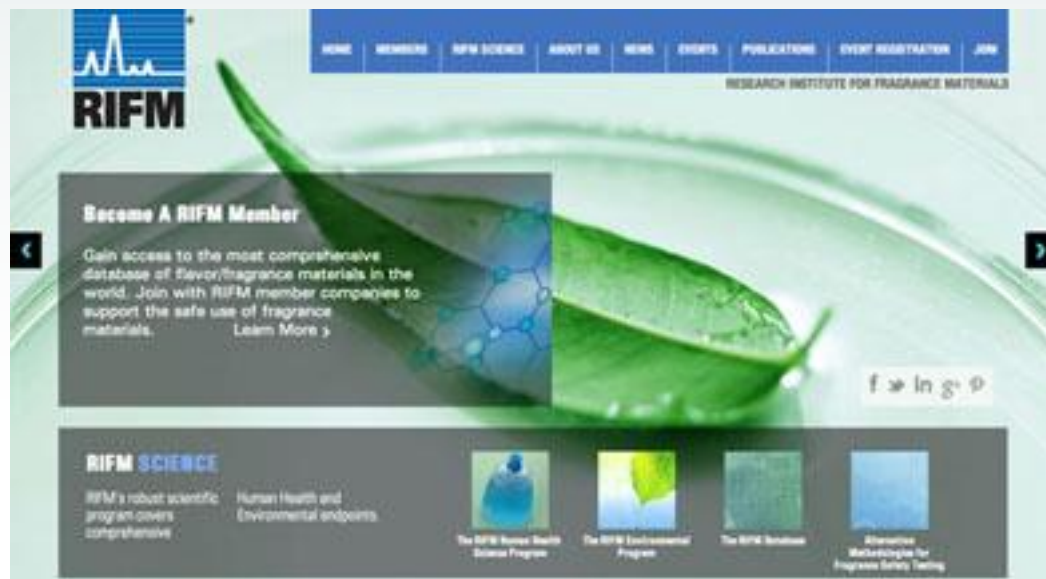 RIFM
HOME MEMBERS RIFM SCIENCE ABOUT US NEWS EVENTS PUBLICATIONS EVENT REGISTRATION JOIN
RESEARCH INSTITUTE FOR FRAGRANCE MATERIALS
Become A RIFM Member
Gain access to the most comprehensive
database of flavor/fragrance materials in the
world. Join with RIFM member companies to
support the safe use of fragrance
materials. Learn More ›
f in g+
RIFM SCIENCE
RIFM's robust scientific
program covers
comprehensive
Human Health and
Environmental endpoints.
The RIFM Human Health
Science Program
The RIFM Environmental
Program
The RIFM Database
Alternative
Methodologies for
Fragrance Safety Testing